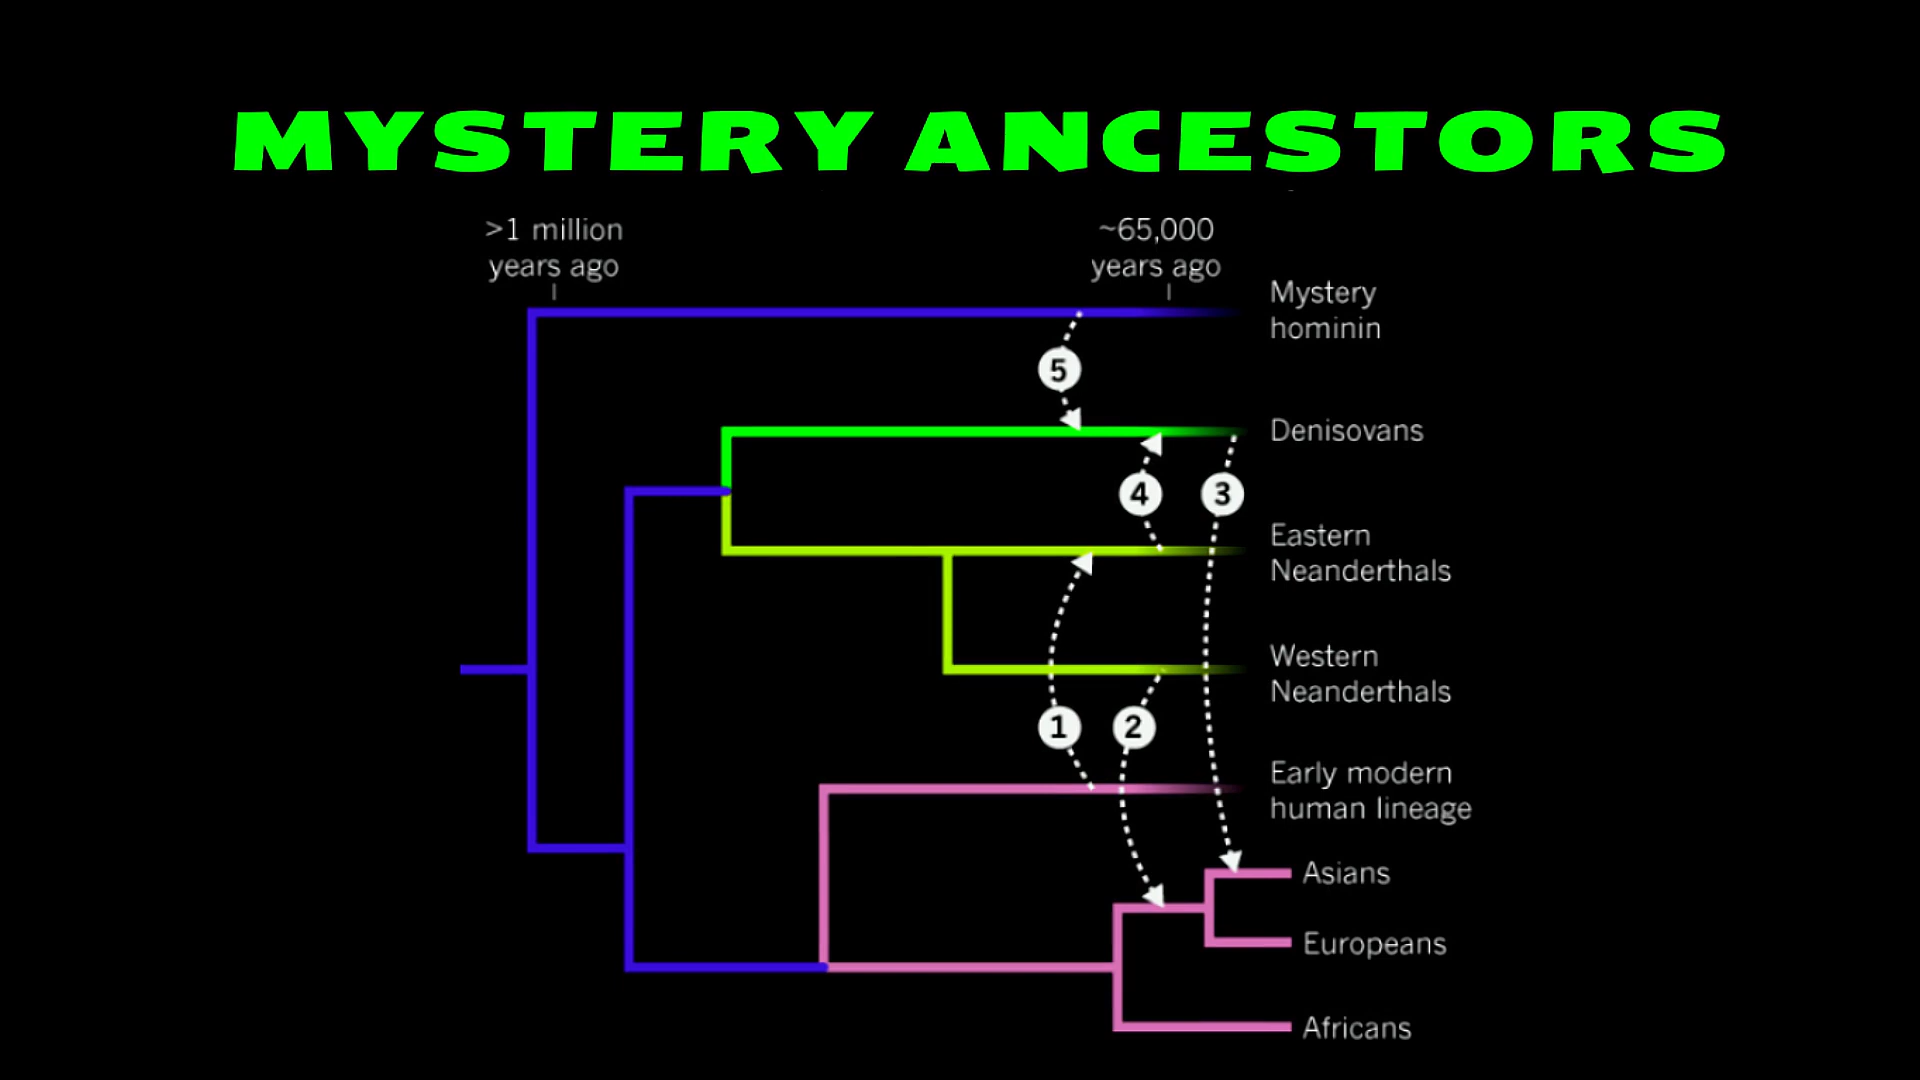 MYSTERY ANCESTORS
>1 million
years ago
~65,000
years ago
Mystery
hominin
5
Denisovans
4
3
Eastern
Neanderthals
Western
Neanderthals
1
2
Early modern
human lineage
Asians
Europeans
Africans